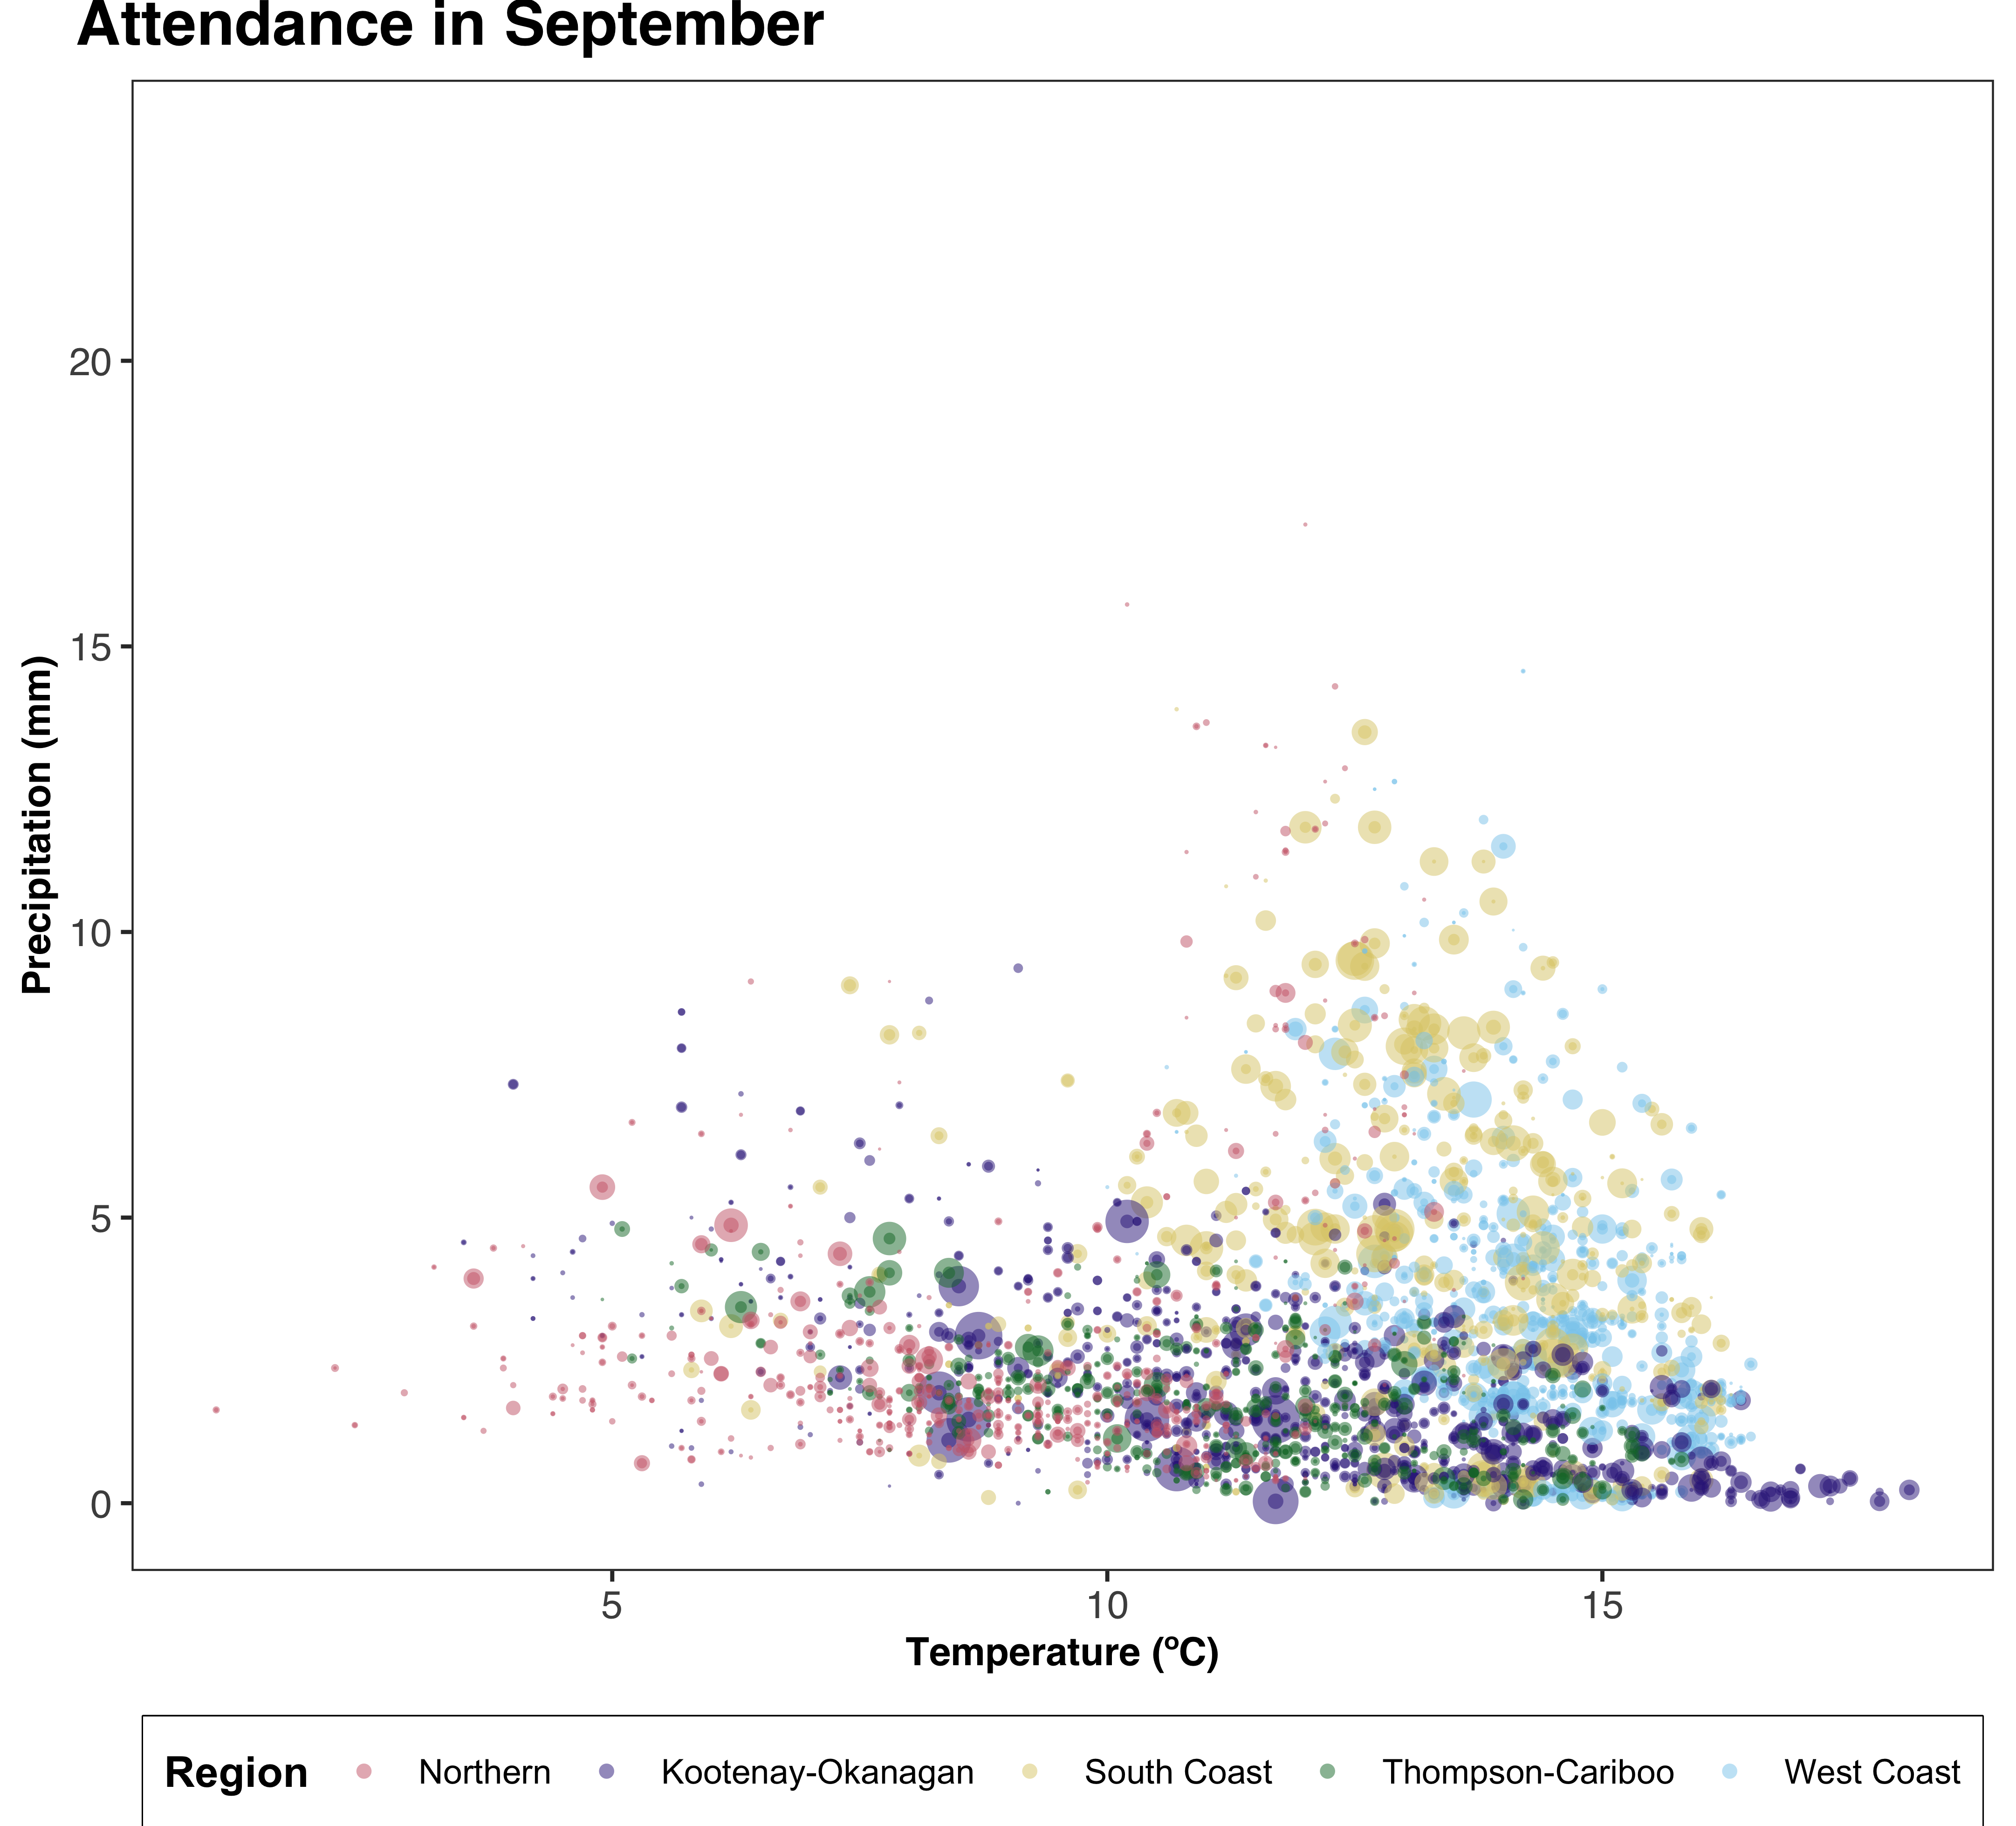 Attendance in September
20
15
10
5
0
Precipitation (mm)
5 10 15
Temperature (ºC)
Region Northern Kootenay-Okanagan South Coast Thompson-Cariboo West Coast